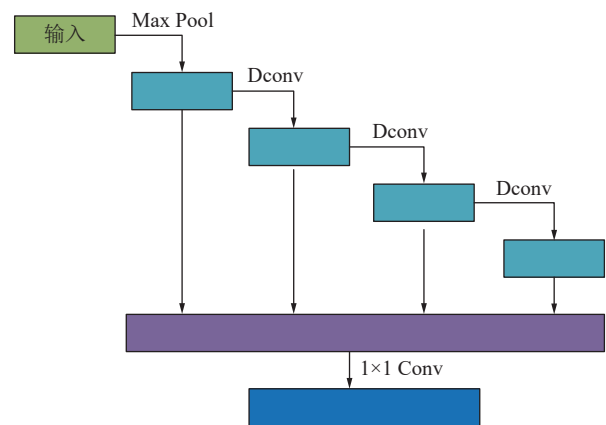 输入
Max Pool
Dconv
Dconv
Dconv
1×1 Conv